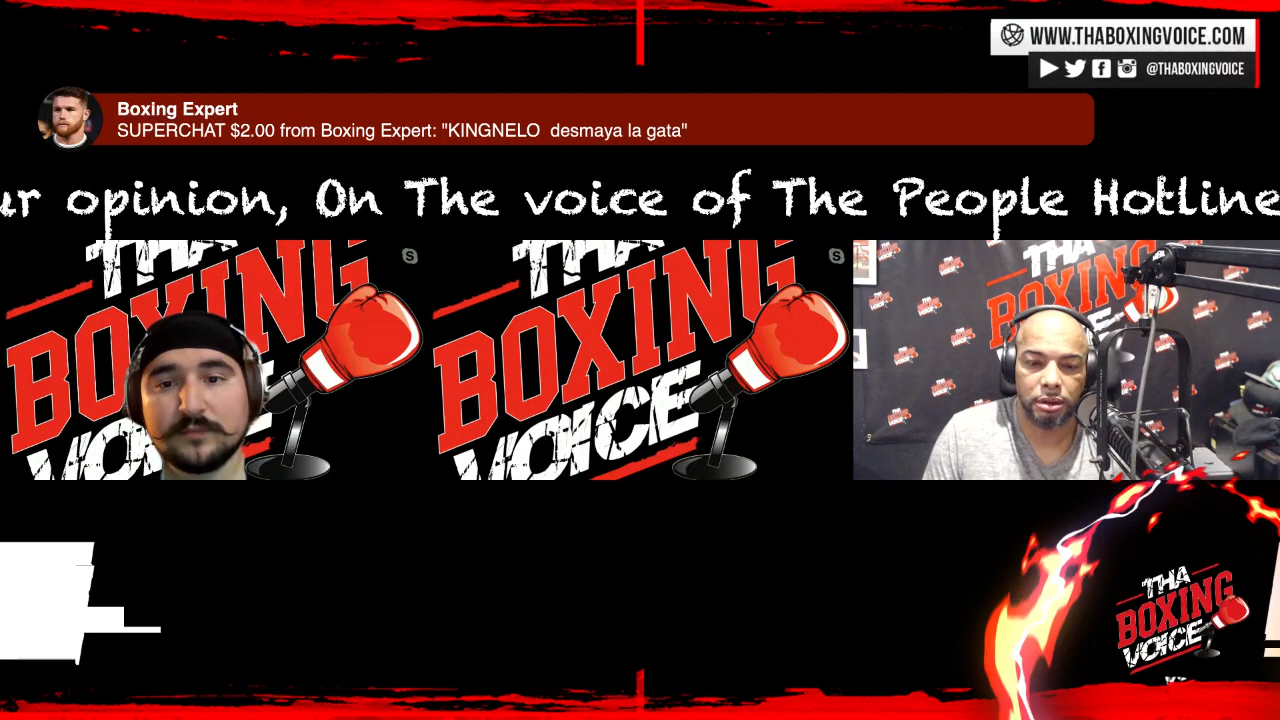 WWW.THABOXINGVOICE.COM
@THABOXINGVOICE
Boxing Expert
SUPERCHAT $2.00 from Boxing Expert: "KINGNELO desmaya la gata"
ur opinion, On The voice of The People Hotline
THA
BOXING
VOICE
THA
BOXING
VOICE
THA
BOXING
THA
BOXING
VOICE